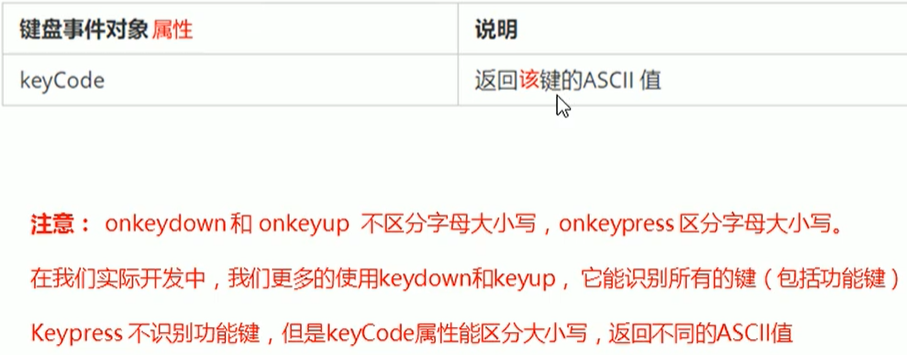 键盘事件对象 属性 说明
keyCode 返回该键的ASCII 值
注意： onkeydown 和 onkeyup 不区分字母大小写，onkeypress 区分字母大小写。
在我们实际开发中，我们更多的使用keydown和keyup， 它能识别所有的键（包括功能键）
Keypress 不识别功能键，但是keyCode属性能区分大小写，返回不同的ASCII值